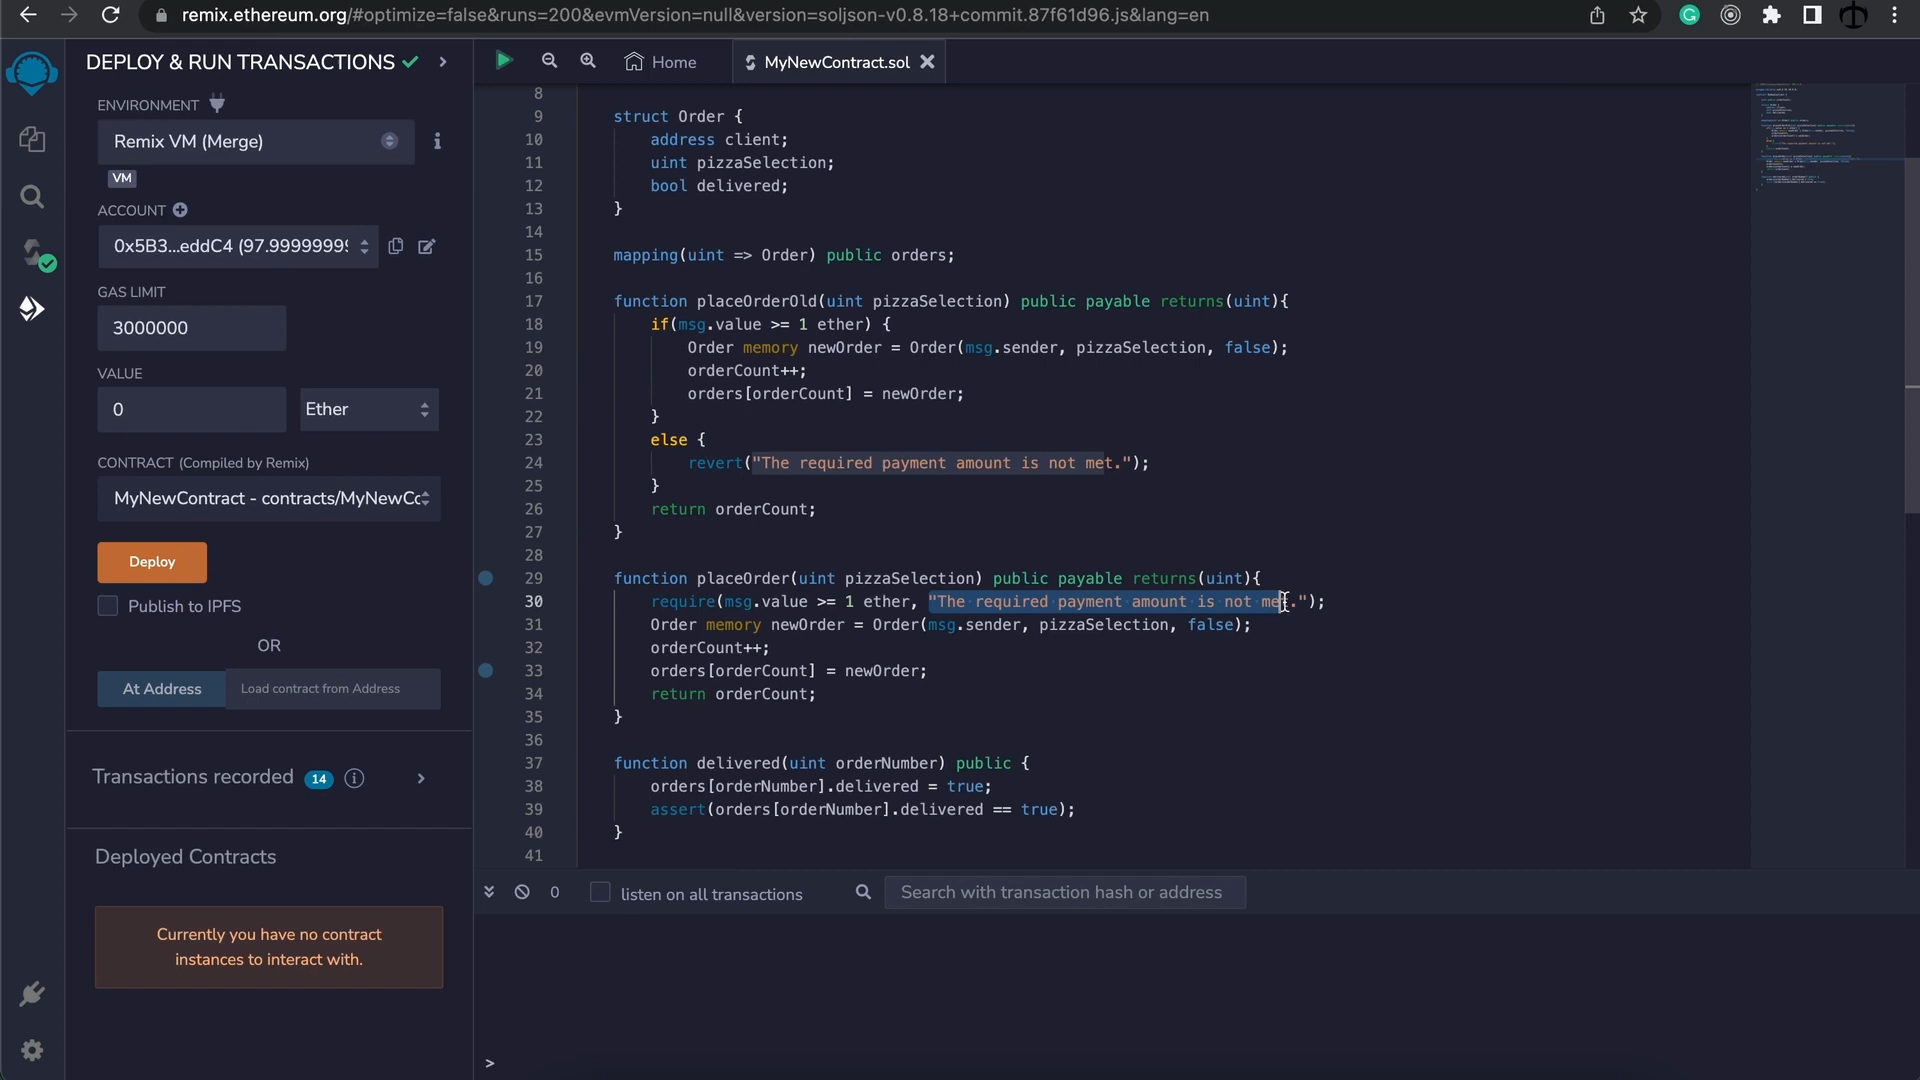 remix.ethereum.org/#optimize=false&runs=200&evmVersion=null&version=soljson-v0.8.18+commit.87f61d96.js&lang=en
DEPLOY & RUN TRANSACTIONS
ENVIRONMENT
Remix VM (Merge)
VM
ACCOUNT
0x5B3...eddC4 (97.9999999
GAS LIMIT
3000000
VALUE
0
Ether
CONTRACT (Compiled by Remix)
MyNewContract - contracts/MyNewCc
Deploy
Publish to IPFS
OR
At Address
Load contract from Address
Transactions recorded 14
Deployed Contracts
Currently you have no contract
instances to interact with.
Home
MyNewContract.sol
8
9 struct Order {
10 address client;
11 uint pizzaSelection;
12 bool delivered;
13 }
14
15 mapping(uint => Order) public orders;
16
17 function placeOrderOld(uint pizzaSelection) public payable returns(uint){
18 if(msg.value >= 1 ether) {
19 Order memory newOrder = Order(msg.sender, pizzaSelection, false);
20 orderCount++;
21 orders[orderCount] = newOrder;
22 }
23 else {
24 revert("The required payment amount is not met.");
25 }
26 return orderCount;
27 }
28
29 function placeOrder(uint pizzaSelection) public payable returns(uint){
30 require(msg.value >= 1 ether, "The required payment amount is not met.");
31 Order memory newOrder = Order(msg.sender, pizzaSelection, false);
32 orderCount++;
33 orders[orderCount] = newOrder;
34 return orderCount;
35 }
36
37 function delivered(uint orderNumber) public {
38 orders[orderNumber].delivered = true;
39 assert(orders[orderNumber].delivered == true);
40 }
41
0
listen on all transactions
Search with transaction hash or address
>